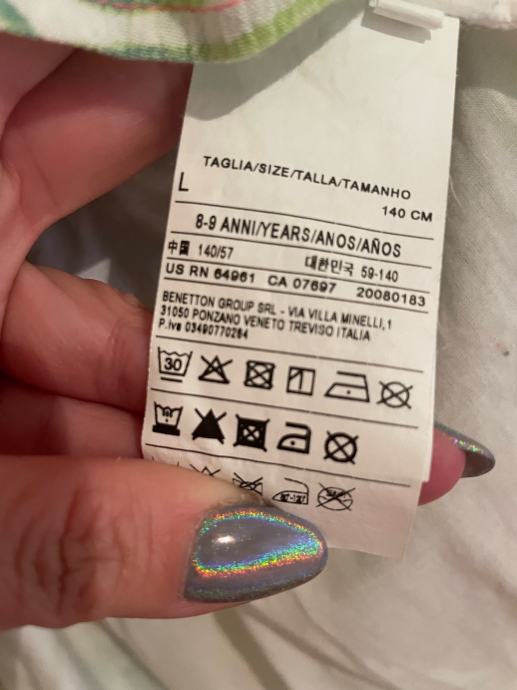 TAGLIA/SIZE/TALLA/TAMANHO
L
140 CM
8-9 ANNI/YEARS/ANOS/AÑOS
中国 140/57 대한민국 59-140
US RN 64961 CA 07697 20080183
BENETTON GROUP SRL - VIA VILLA MINELLI,1
31050 PONZANO VENETO TREVISO ITALIA
P.iva 03490770264
30